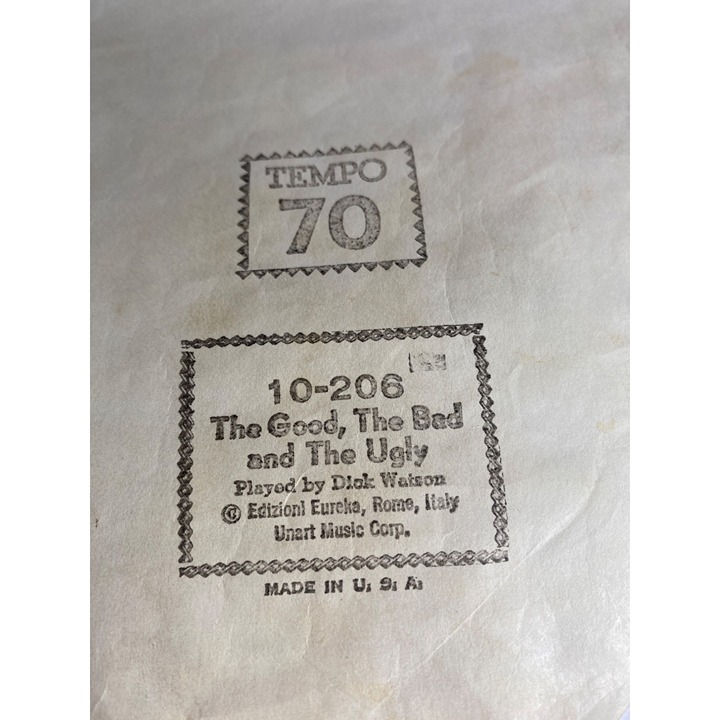 TEMPO
70
10-206
The Good, The Bad
and The Ugly
Played by Dick Watson
© Edizioni Eureka, Rome, Italy
Unart Music Corp.
MADE IN U. S. A.